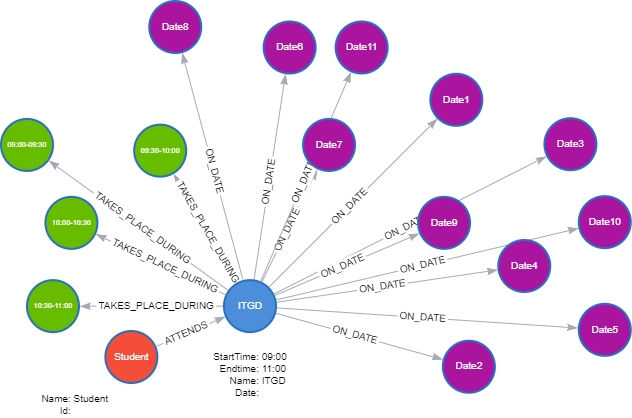 Date8
Date6
Date11
Date1
09:00-09:30
09:30-10:00
Date7
Date3
ON_DATE
ON_DATE
ON_DATE
TAKES_PLACE_DURING
TAKES_PLACE_DURING
ON_DATE
10:00-10:30
Date9
Date10
ON_DATE
ON_DATE
TAKES_PLACE_DURING
ON_DATE
ON_DATE
Date4
ON_DATE
10:30-11:00
TAKES_PLACE_DURING
ITGD
ON_DATE
Date5
ATTENDS
ON_DATE
Student
Date2
StartTime: 09:00
Endtime: 11:00
Name: ITGD
Date:
Name: Student
Id: